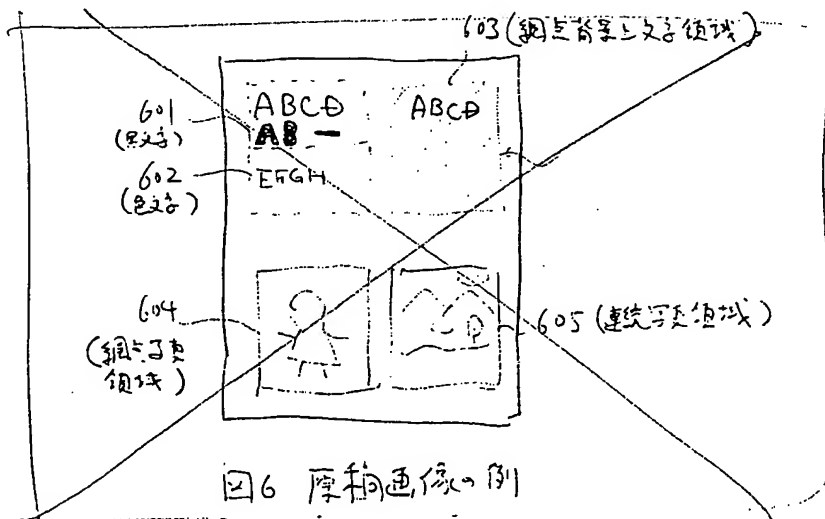 603(網点背景上文字領域)
ABCD
AB
ABCD
601
(黒文字)
602
(色文字)
EFGH
604
(網点写真
領域)
605(連続写真領域)
図6 原稿画像の例